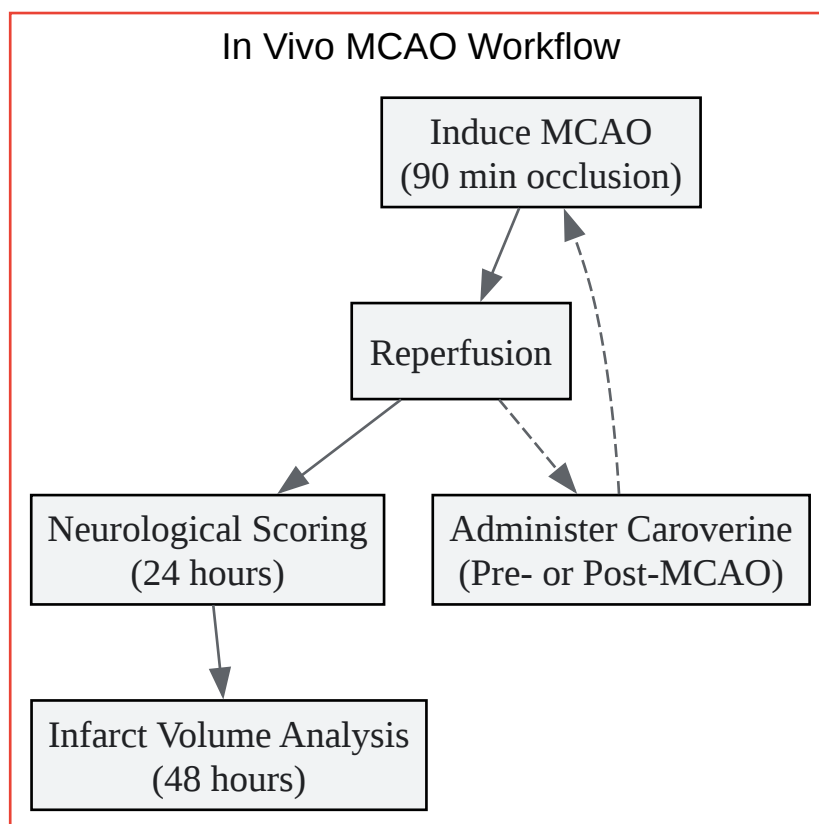 In Vivo MCAO Workflow
Induce MCAO
(90 min occlusion)
Reperfusion
Neurological Scoring
(24 hours)
Administer Caroverine
(Pre- or Post-MCAO)
Infarct Volume Analysis
(48 hours)